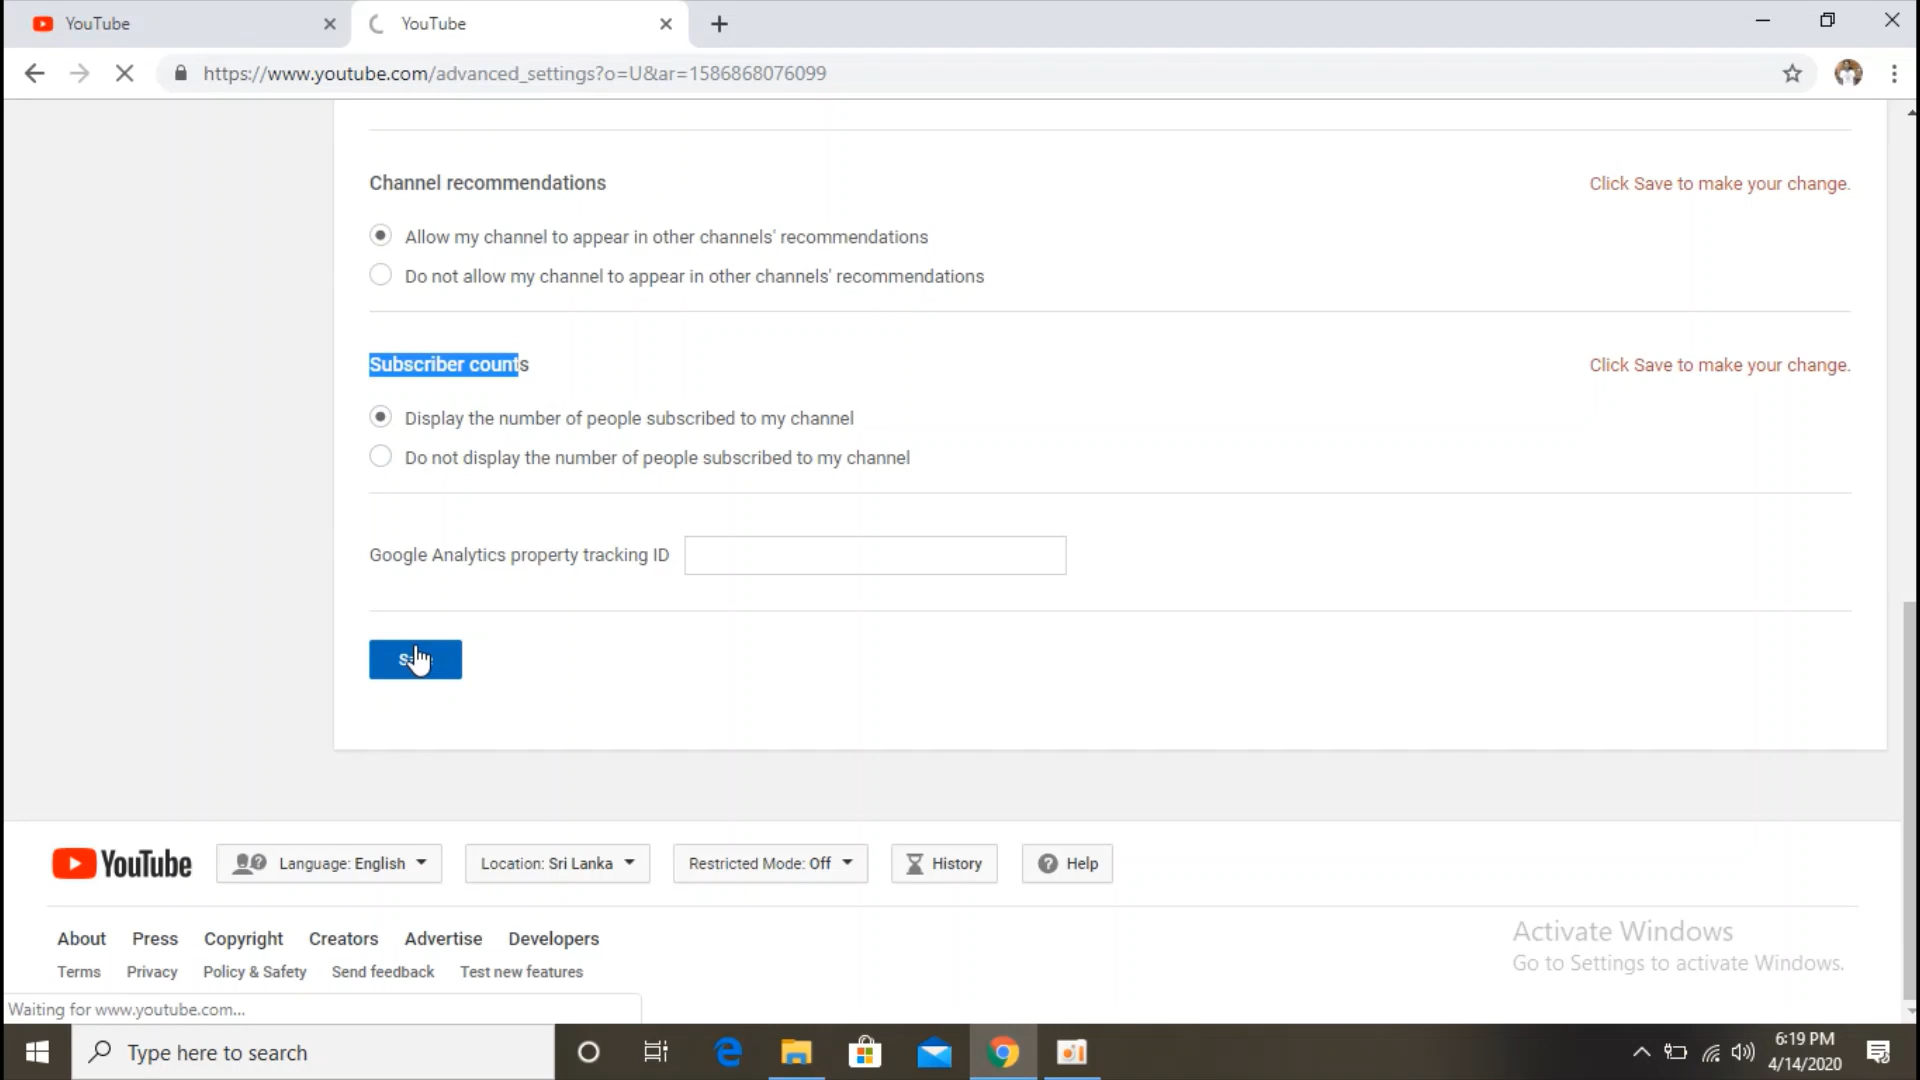 YouTube
YouTube
https://www.youtube.com/advanced_settings?o=U&ar=1586868076099
Channel recommendations
Click Save to make your change.
Allow my channel to appear in other channels' recommendations
Do not allow my channel to appear in other channels' recommendations
Subscriber counts
Click Save to make your change.
Display the number of people subscribed to my channel
Do not display the number of people subscribed to my channel
Google Analytics property tracking ID
YouTube
Language: English
Location: Sri Lanka
Restricted Mode: Off
History
Help
About Press Copyright Creators Advertise Developers
Terms Privacy Policy & Safety Send feedback Test new features
Activate Windows
Go to Settings to activate Windows.
Waiting for www.youtube.com...
Type here to search
6:19 PM
4/14/2020